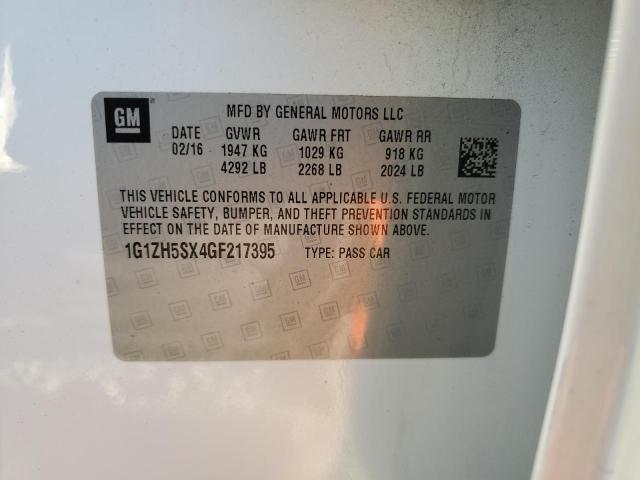 GM
MFD BY GENERAL MOTORS LLC
DATE GVWR GAWR FRT GAWR RR
02/16 1947 KG 1029 KG 918 KG
4292 LB 2268 LB 2024 LB
THIS VEHICLE CONFORMS TO ALL APPLICABLE U.S. FEDERAL MOTOR
VEHICLE SAFETY, BUMPER, AND THEFT PREVENTION STANDARDS IN
EFFECT ON THE DATE OF MANUFACTURE SHOWN ABOVE.
1G1ZH5SX4GF217395 TYPE: PASS CAR